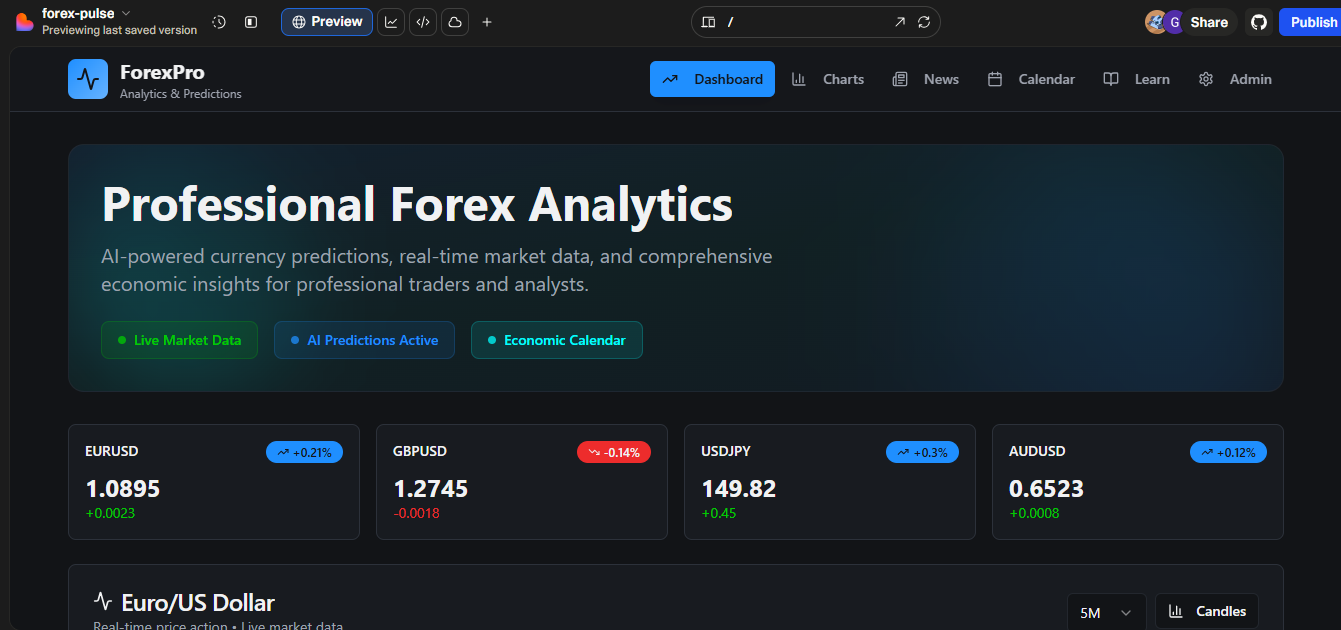 forex-pulse
Previewing last saved version
Preview
/
G
Share
Publish
ForexPro
Analytics & Predictions
Dashboard
Charts
News
Calendar
Learn
Admin
Professional Forex Analytics
AI-powered currency predictions, real-time market data, and comprehensive
economic insights for professional traders and analysts.
Live Market Data
AI Predictions Active
Economic Calendar
EURUSD
+0.21%
1.0895
+0.0023
GBPUSD
-0.14%
1.2745
-0.0018
USDJPY
+0.3%
149.82
+0.45
AUDUSD
+0.12%
0.6523
+0.0008
Euro/US Dollar
Real-time price action • Live market data
5M
Candles